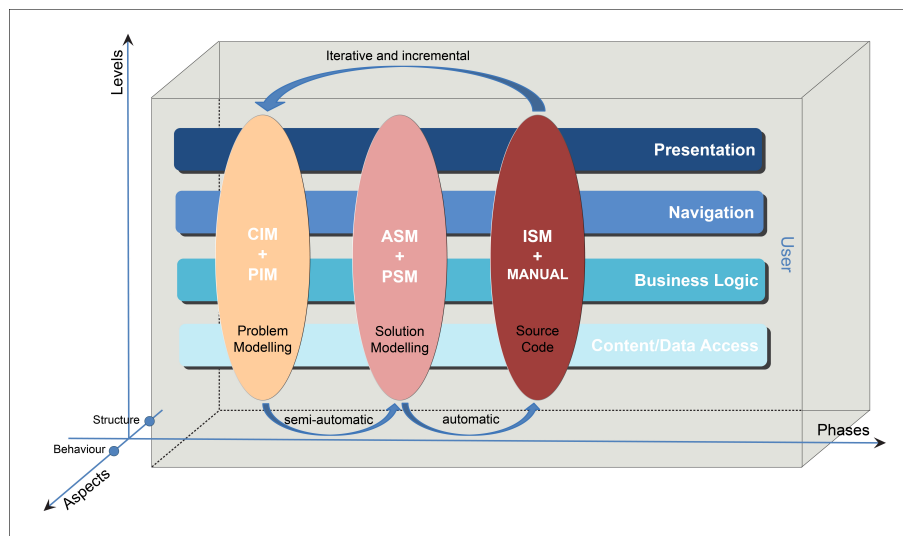 Levels
Iterative and incremental
Presentation
Navigation
User
CIM
+
PIM
ASM
+
PSM
ISM
+
MANUAL
Business Logic
Problem
Modelling
Solution
Modelling
Source
Code
Content/Data Access
Structure
semi-automatic
automatic
Phases
Behaviour
Aspects